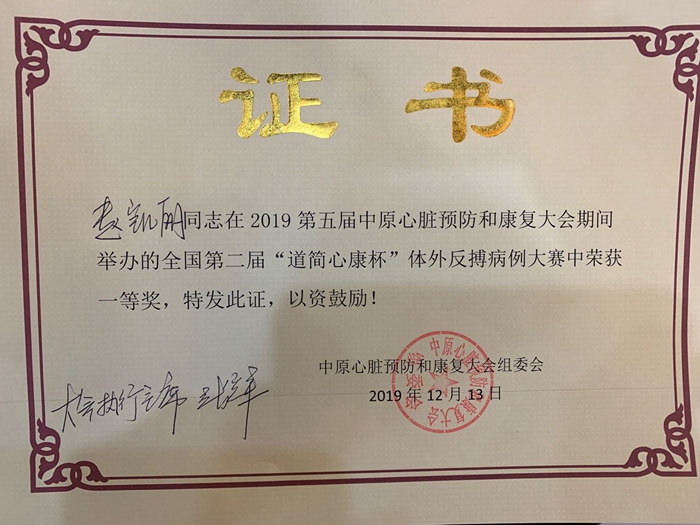 证书
赵凯丽同志在 2019 第五届中原心脏预防和康复大会期间
举办的全国第二届“道简心康杯”体外反搏病例大赛中荣获
一等奖，特发此证，以资鼓励！
中原心脏预防和康复大会组委会
2019 年 12 月 13 日
大会执行主席